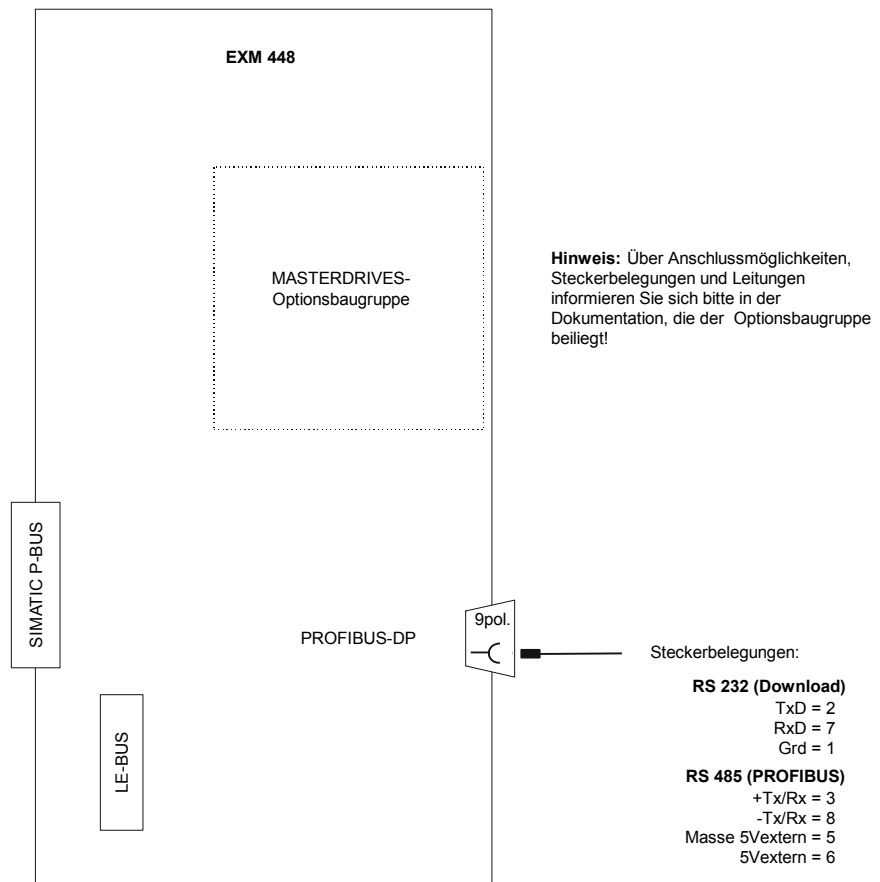 EXM 448
MASTERDRIVES-
Optionsbaugruppe
Hinweis: Über Anschlussmöglichkeiten,
Steckerbelegungen und Leitungen
informieren Sie sich bitte in der
Dokumentation, die der Optionsbaugruppe
beiliegt!
SIMATIC P-BUS
9pol.
PROFIBUS-DP
Steckerbelegungen:
RS 232 (Download)
TxD = 2
RxD = 7
Grd = 1
LE-BUS
RS 485 (PROFIBUS)
+Tx/Rx = 3
-Tx/Rx = 8
Masse 5Vextern = 5
5Vextern = 6